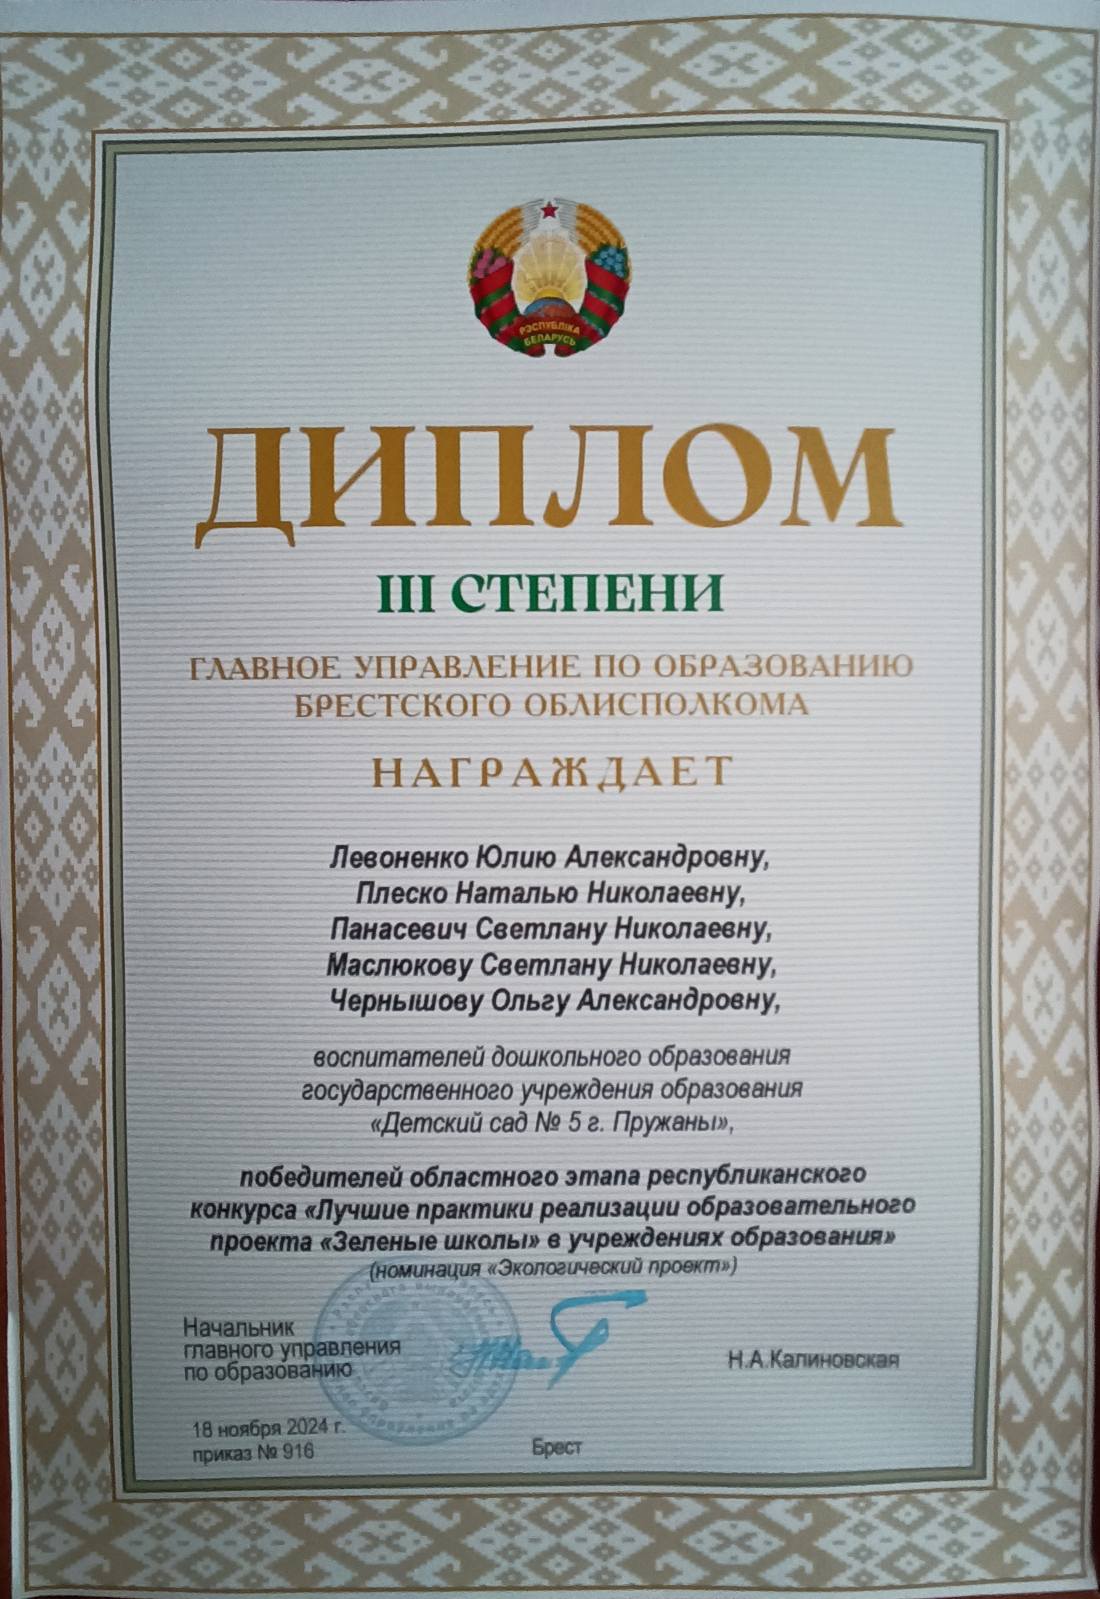 РЭСПУБЛІКА
БЕЛАРУСЬ
ДИПЛОМ
III СТЕПЕНИ
ГЛАВНОЕ УПРАВЛЕНИЕ ПО ОБРАЗОВАНИЮ
БРЕСТСКОГО ОБЛИСПОЛКОМА
НАГРАЖДАЕТ
Левоненко Юлию Александровну,
Плеско Наталью Николаевну,
Панасевич Светлану Николаевну,
Маслюкову Светлану Николаевну,
Чернышову Ольгу Александровну,
воспитателей дошкольного образования
государственного учреждения образования
«Детский сад № 5 г. Пружаны»,
победителей областного этапа республиканского
конкурса «Лучшие практики реализации образовательного
проекта «Зеленые школы» в учреждениях образования»
(номинация «Экологический проект»)
Начальник
главного управления
по образованию
Н.А.Калиновская
18 ноября 2024 г.
приказ № 916
Брест